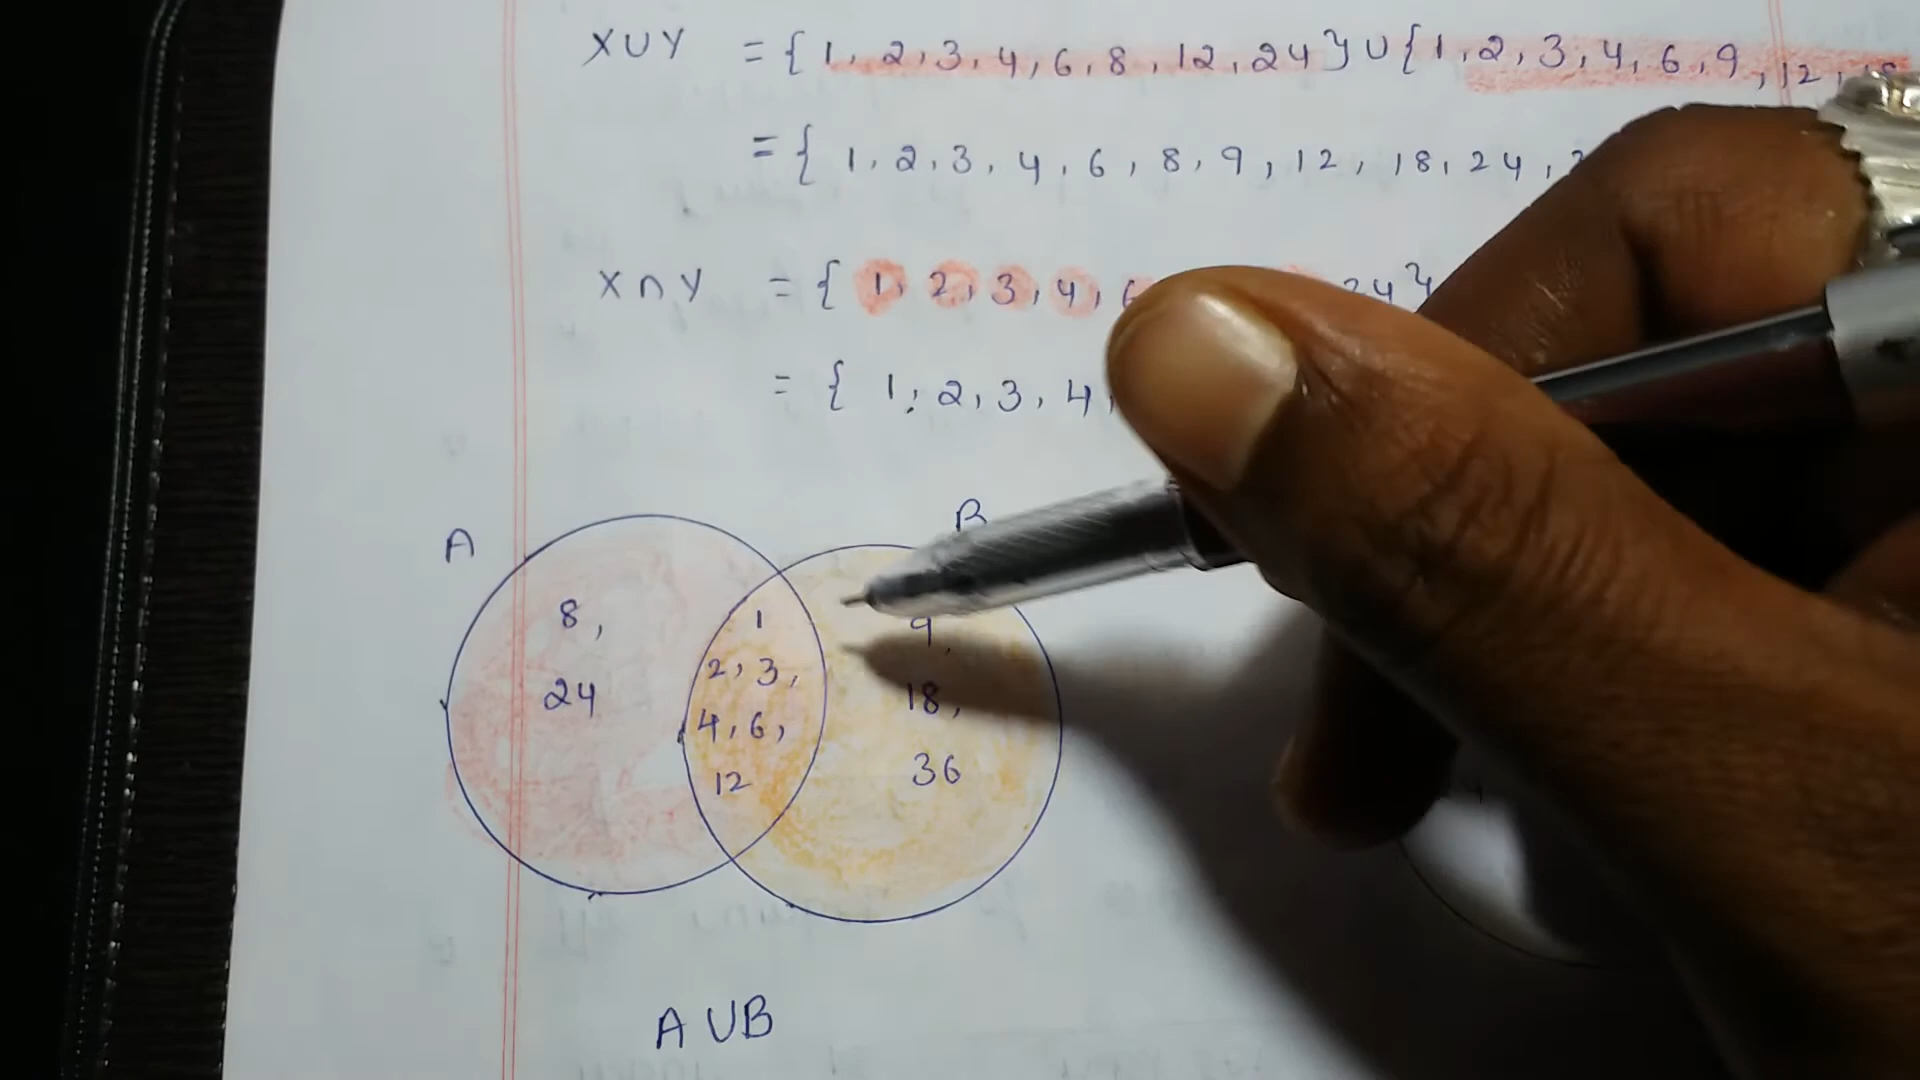 X∪Y = { 1, 2, 3, 4, 6, 8, 12, 24 } ∪ { 1, 2, 3, 4, 6, 9, 12,
= { 1, 2, 3, 4, 6, 8, 9, 12, 18, 24,
X∩Y = { 1, 2, 3, 4, 6 24 }
= { 1, 2, 3, 4,
A B
8, 1 9,
2, 3,
24 18,
4, 6,
12 36
A∪B